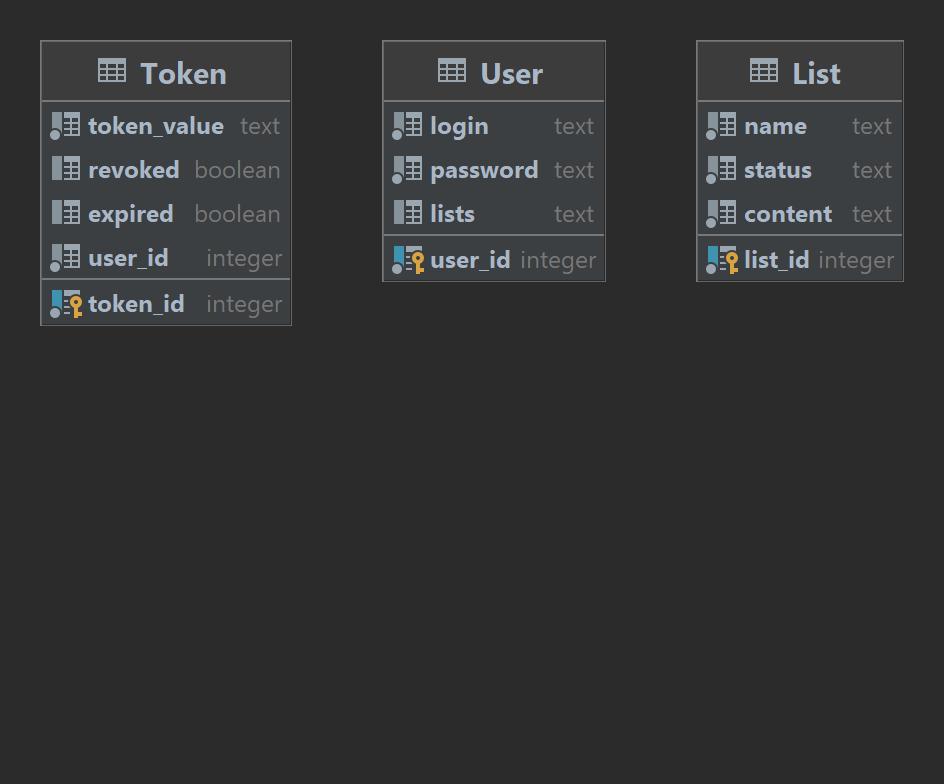 Token
token_value text
revoked boolean
expired boolean
user_id integer
token_id integer
User
login text
password text
lists text
user_id integer
List
name text
status text
content text
list_id integer